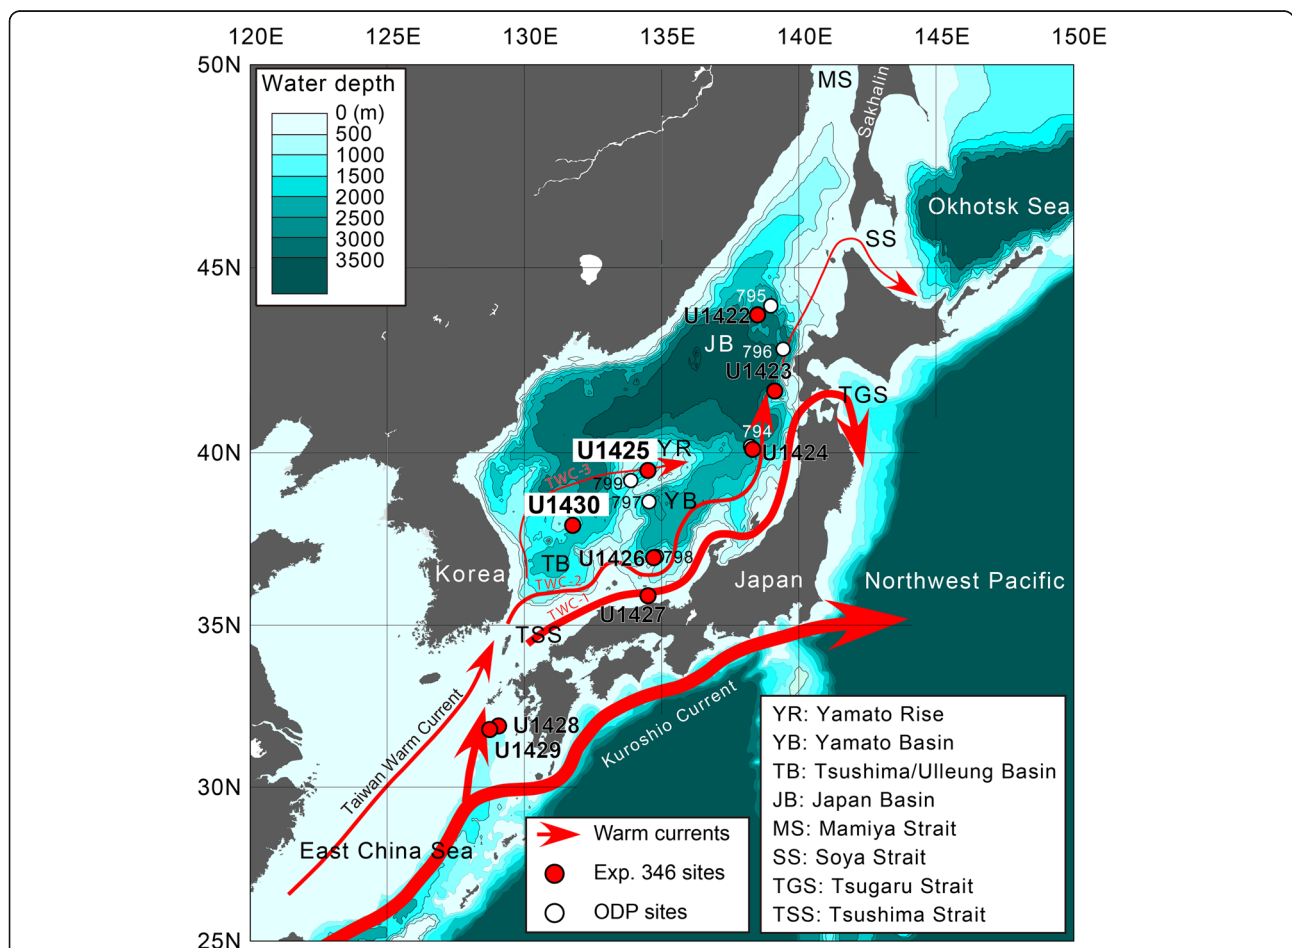 120E 125E 130E 135E 140E 145E 150E
50N
45N
40N
35N
30N
25N
Water depth
0 (m)
500
1000
1500
2000
2500
3000
3500
MS
Sakhalin
Okhotsk Sea
SS
795
U1422
JB
796
U1423
TGS
794
U1424
U1425
YR
TWC-3
799
U1430
797
YB
TB
U1426
798
Korea
TWC-2
TWC-1
Japan
Northwest Pacific
U1427
TSS
Taiwan Warm Current
Kuroshio Current
U1428
U1429
East China Sea
Warm currents
Exp. 346 sites
ODP sites
YR: Yamato Rise
YB: Yamato Basin
TB: Tsushima/Ulleung Basin
JB: Japan Basin
MS: Mamiya Strait
SS: Soya Strait
TGS: Tsugaru Strait
TSS: Tsushima Strait